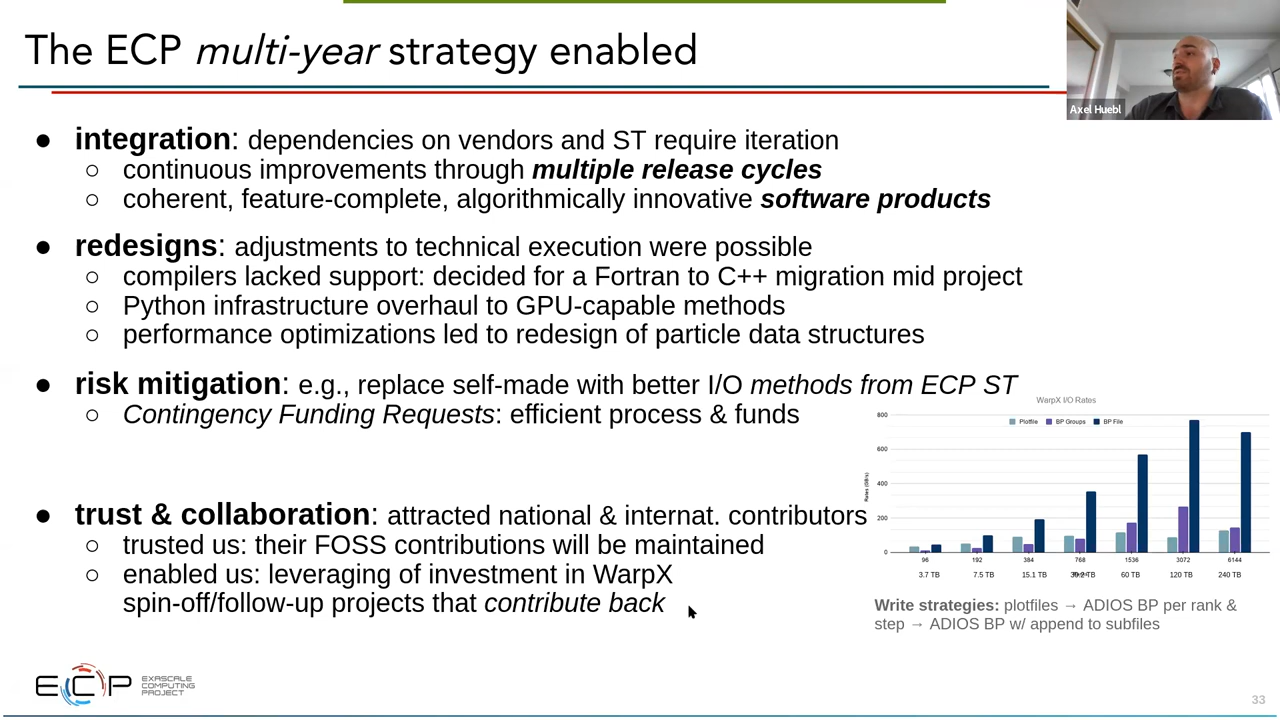 The ECP multi-year strategy enabled
Axel Huebl
● integration: dependencies on vendors and ST require iteration
○ continuous improvements through multiple release cycles
○ coherent, feature-complete, algorithmically innovative software products
● redesigns: adjustments to technical execution were possible
○ compilers lacked support: decided for a Fortran to C++ migration mid project
○ Python infrastructure overhaul to GPU-capable methods
○ performance optimizations led to redesign of particle data structures
● risk mitigation: e.g., replace self-made with better I/O methods from ECP ST
○ Contingency Funding Requests: efficient process & funds
WarpX I/O Rates
Plotfile BP Groups BP File
Rates (GB/s)
800
600
400
200
0
96 192 384 768 1536 3072 6144
3.7 TB 7.5 TB 15.1 TB TB 60 TB 120 TB 240 TB
● trust & collaboration: attracted national & internat. contributors
○ trusted us: their FOSS contributions will be maintained
○ enabled us: leveraging of investment in WarpX
spin-off/follow-up projects that contribute back
Write strategies: plotfiles → ADIOS BP per rank &
step → ADIOS BP w/ append to subfiles
ECP
EXASCALE
COMPUTING
PROJECT
33